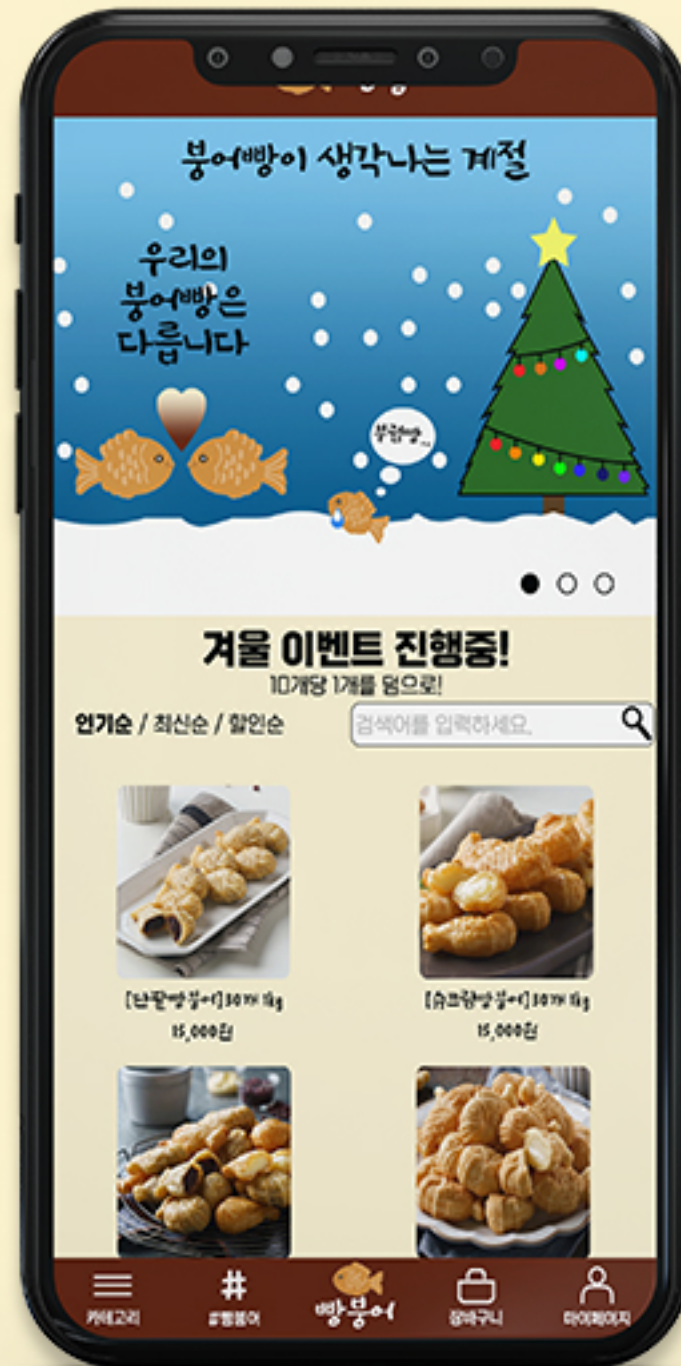 붕어빵이 생각나는 계절
우리의
붕어빵은
다릅니다
겨울 이벤트 진행중!
10개당 1개를 덤으로!
인기순 / 최신순 / 할인순
검색어를 입력하세요.
[단팥빵붕어]30개 1kg
15,000원
[슈크림빵붕어]30개 1kg
15,000원
카테고리
#빵붕어
빵붕어
장바구니
마이페이지